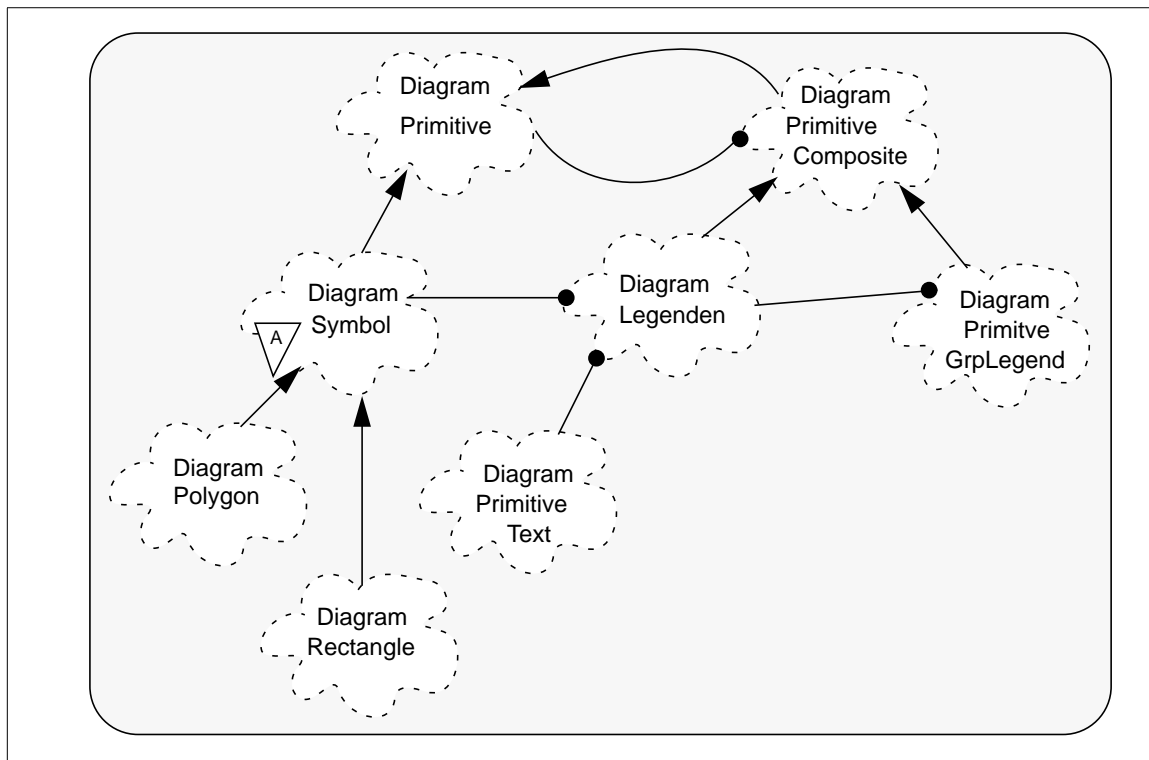 Diagram
Primitive
Diagram
Primitive
Composite
Diagram
Symbol
A
Diagram
Legenden
Diagram
Primitve
GrpLegend
Diagram
Polygon
Diagram
Primitive
Text
Diagram
Rectangle